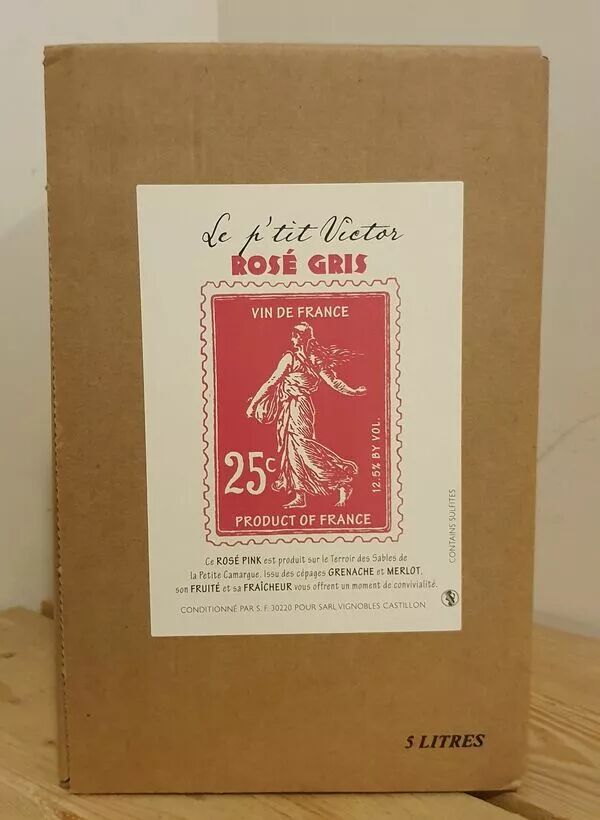 Le p'tit Victor
ROSÉ GRIS
VIN DE FRANCE
25c
12.5% BY VOL.
PRODUCT OF FRANCE
CONTAINS SULFITES
Ce ROSÉ PINK est produit sur le Terroir des Sables de
la Petite Camargue. Issu des cépages GRENACHE et MERLOT,
son FRUITÉ et sa FRAÎCHEUR vous offrent un moment de convivialité.
CONDITIONNÉ PAR S. F. 30220 POUR SARL VIGNOBLES CASTILLON
5 LITRES